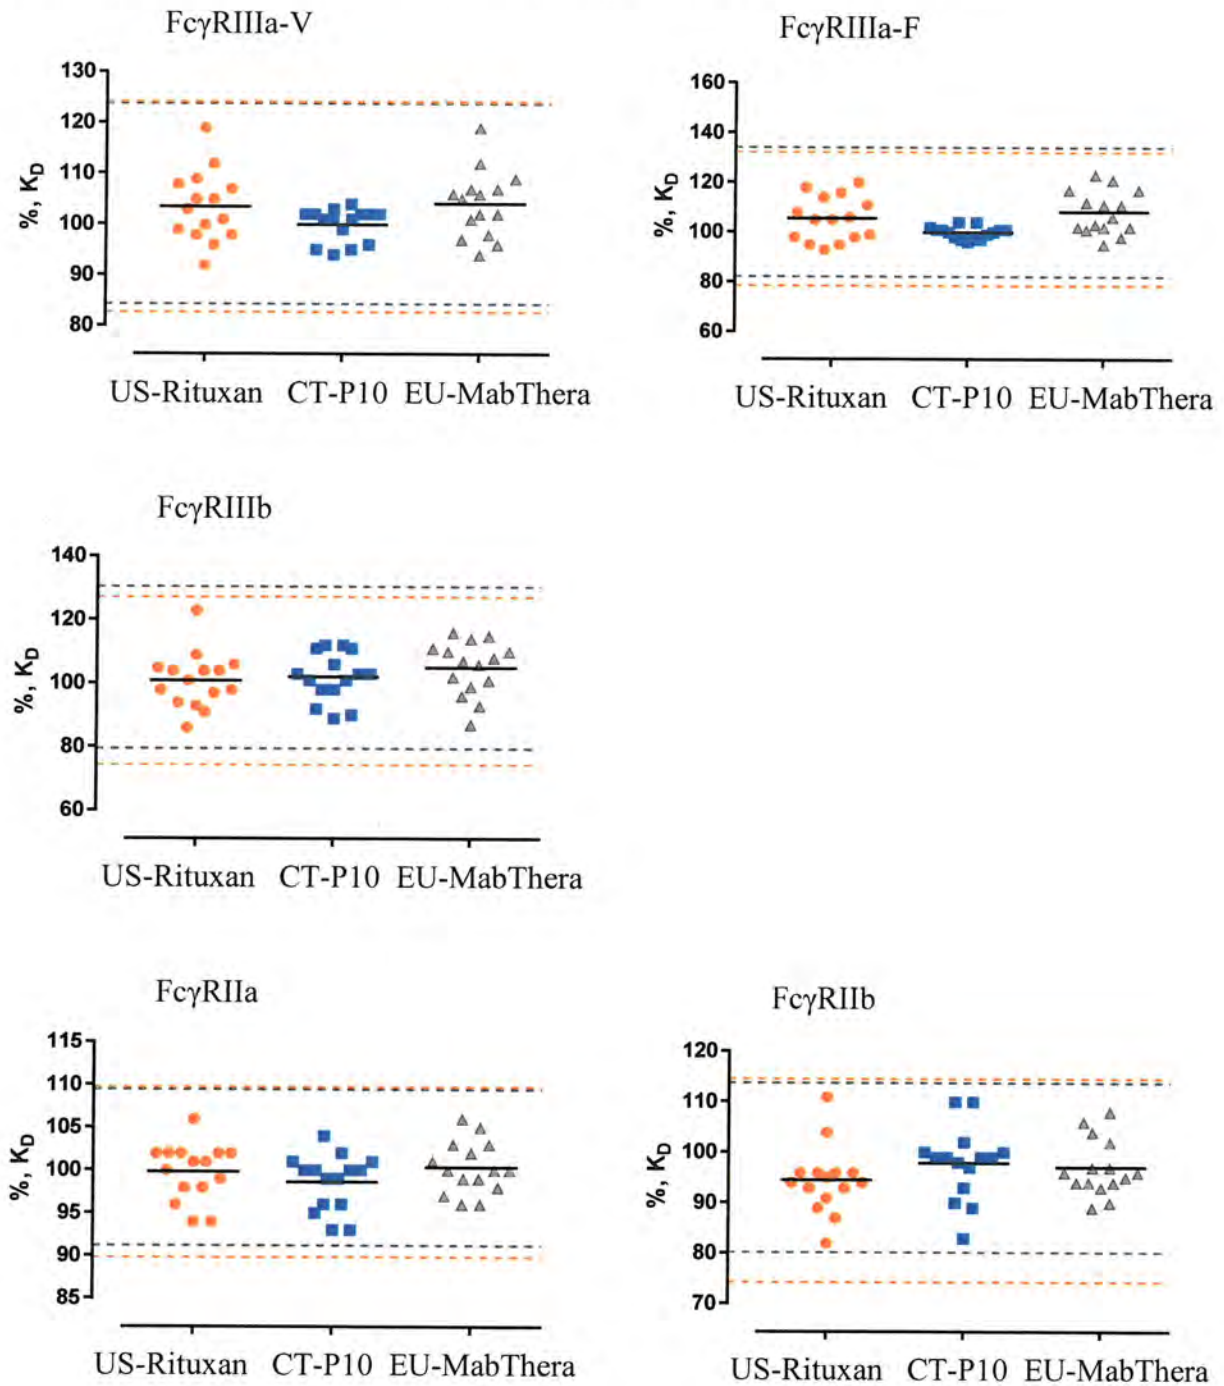 FcγRIIIa-V
%, K_D
130
120
110
100
90
80
US-Rituxan CT-P10 EU-MabThera
FcγRIIIa-F
%, K_D
160
140
120
100
80
60
US-Rituxan CT-P10 EU-MabThera
FcγRIIIb
%, K_D
140
120
100
80
60
US-Rituxan CT-P10 EU-MabThera
FcγRIIa
%, K_D
115
110
105
100
95
90
85
US-Rituxan CT-P10 EU-MabThera
FcγRIIb
%, K_D
120
110
100
90
80
70
US-Rituxan CT-P10 EU-MabThera